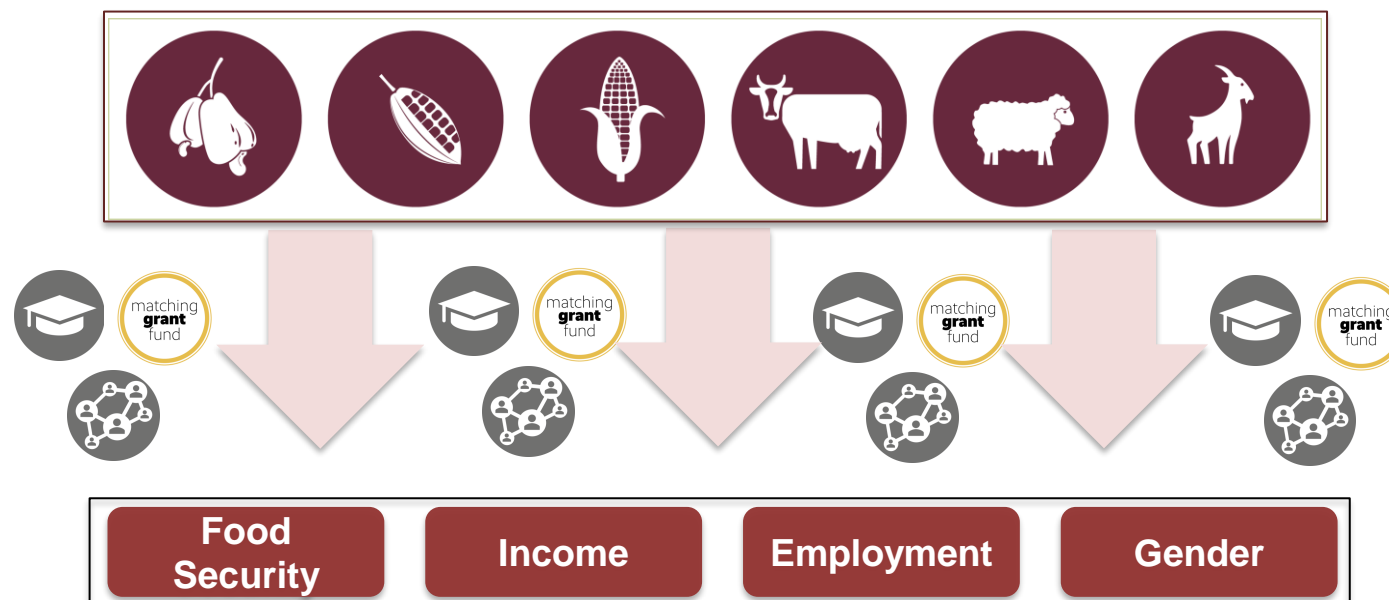 matching
grant
fund
matching
grant
fund
matching
grant
fund
matching
grant
fund
Food
Security
Income
Employment
Gender